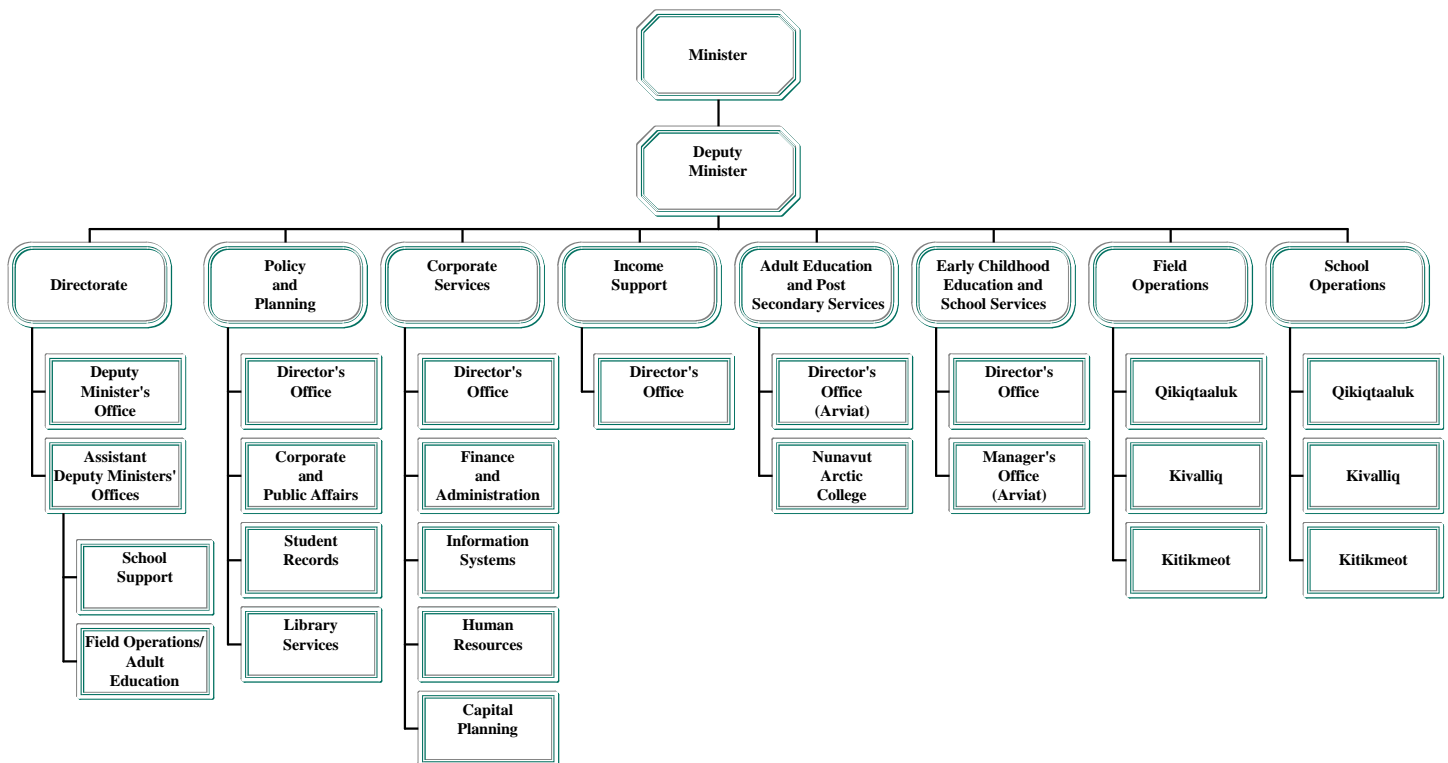 Minister
Deputy
Minister
Directorate
Policy
and
Planning
Corporate
Services
Income
Support
Adult Education
and Post
Secondary Services
Early Childhood
Education and
School Services
Field
Operations
School
Operations
Deputy
Minister's
Office
Assistant
Deputy Ministers'
Offices
School
Support
Field Operations/
Adult
Education
Director's
Office
Corporate
and
Public Affairs
Student
Records
Library
Services
Director's
Office
Finance
and
Administration
Information
Systems
Human
Resources
Capital
Planning
Director's
Office
Director's
Office
(Arviat)
Nunavut
Arctic
College
Director's
Office
Manager's
Office
(Arviat)
Qikiqtaaluk
Kivalliq
Kitikmeot
Qikiqtaaluk
Kivalliq
Kitikmeot